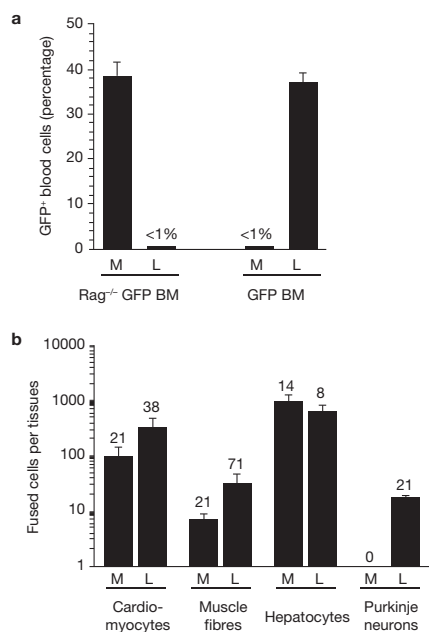 a
GFP⁺ blood cells (percentage)
50
40
30
20
10
0
<1%
<1%
M L M L
Rag⁻/⁻ GFP BM GFP BM
b
Fused cells per tissues
10000
1000
100
10
1
21 38 21 71 14 8 0 21
M L M L M L M L
Cardio- Muscle Hepatocytes Purkinje
myocytes fibres neurons